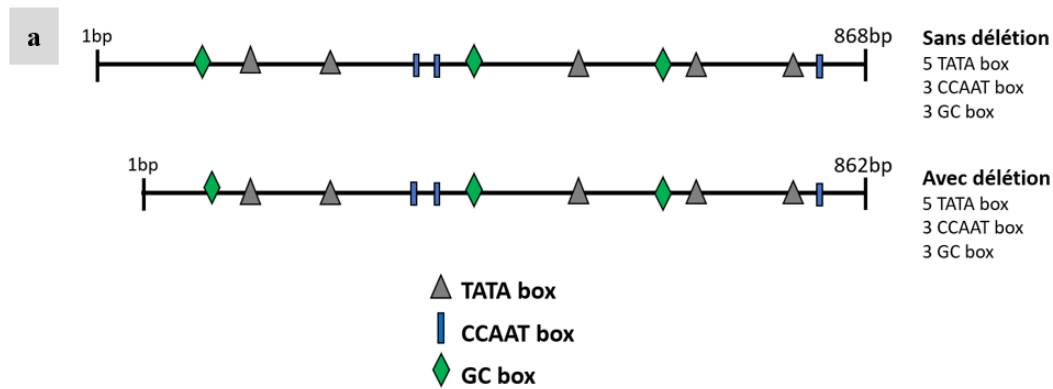 a
1bp
868bp
Sans délétion
5 TATA box
3 CCAAT box
3 GC box
1bp
862bp
Avec délétion
5 TATA box
3 CCAAT box
3 GC box
TATA box
CCAAT box
GC box